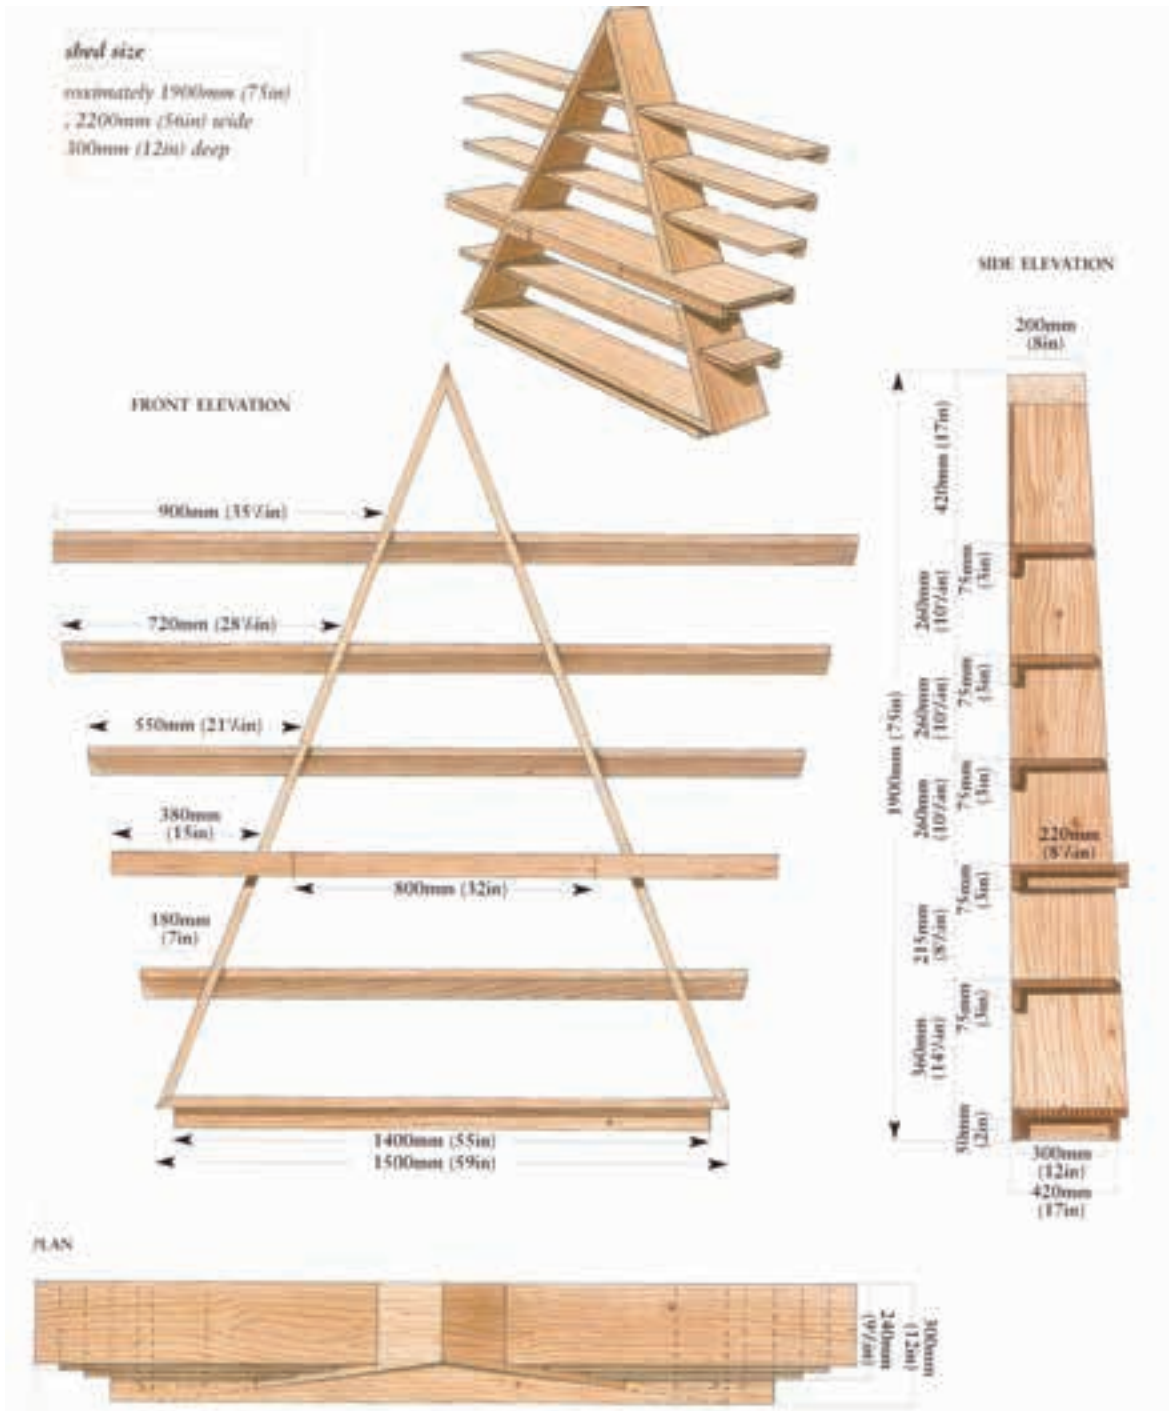 shed size
oximately 1900mm (75in)
, 2200mm (56in) wide
300mm (12in) deep
SIDE ELEVATION
200mm
(8in)
FRONT ELEVATION
420mm (17in)
900mm (35½in)
75mm
(3in)
260mm
(10¼in)
720mm (28¼in)
75mm
(3in)
260mm
(10¼in)
550mm (21¾in)
1900mm (75in)
75mm
(3in)
260mm
(10¼in)
380mm
(15in)
220mm
(8¾in)
800mm (32in)
75mm
(3in)
180mm
(7in)
215mm
(8½in)
75mm
(3in)
360mm
(14¼in)
50mm
(2in)
1400mm (55in)
1500mm (59in)
300mm
(12in)
420mm
(17in)
PLAN
240mm
(9½in)
300mm
(12in)